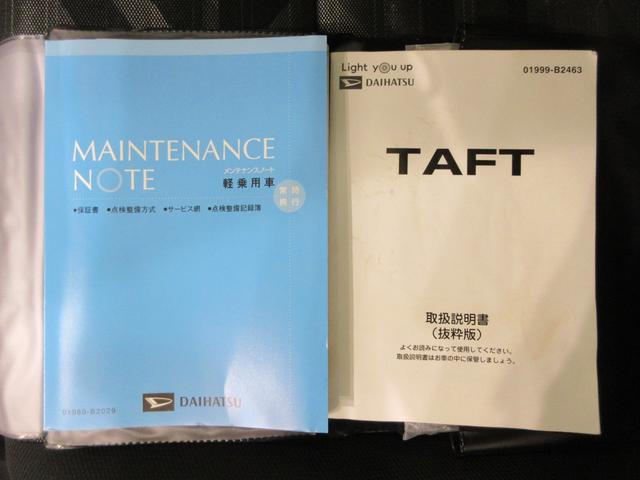 MAINTENANCE
NOTE
メンテナンスノート
軽乗用車
常時
携行
●保証書 ●点検整備方式 ●サービス網 ●点検整備記録簿
DAIHATSU
01989-B2029
Light you up
DAIHATSU
01999-B2463
TAFT
取扱説明書
(抜粋版)
よくお読みになって使用してください。
取扱説明書はお車の中に保管しましょう。